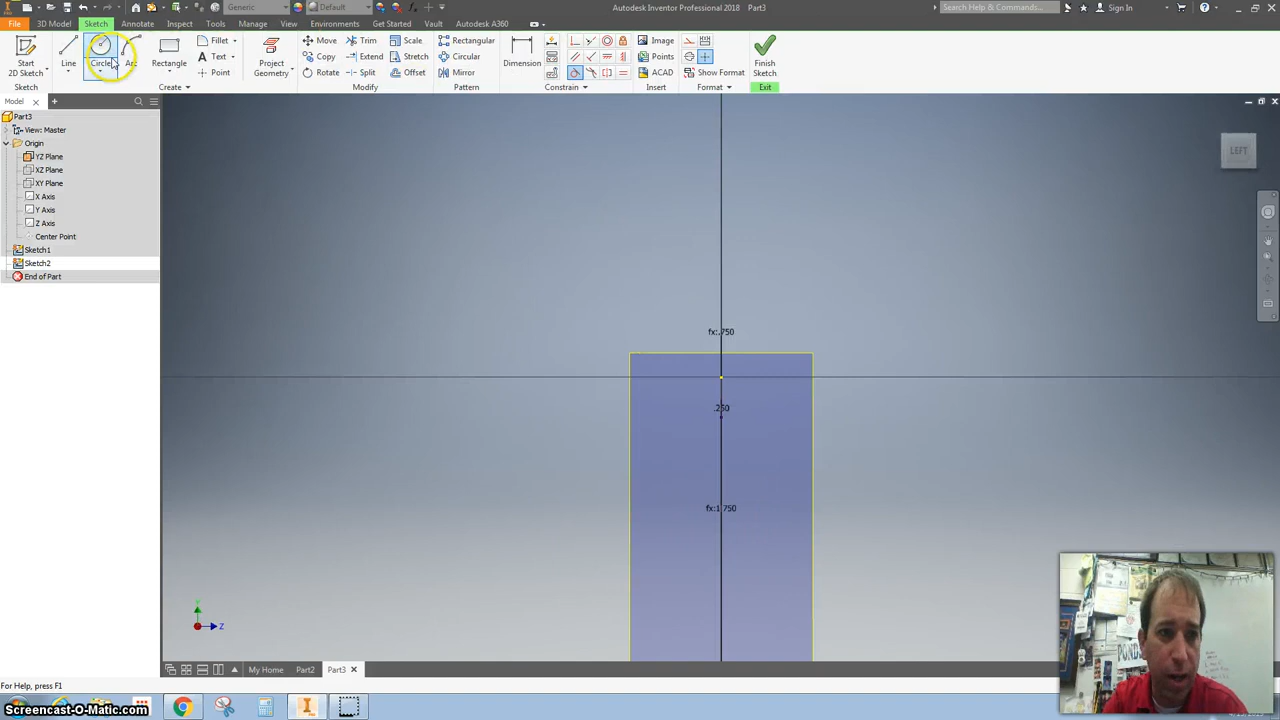 Generic
Default
Autodesk Inventor Professional 2018 Part3
Search Help & Commands...
Sign In
File
3D Model
Sketch
Annotate
Inspect
Tools
Manage
View
Environments
Get Started
Vault
Autodesk A360
Start
2D Sketch
Line
Circle
Arc
Rectangle
Fillet
Text
Point
Project
Geometry
Move
Copy
Rotate
Trim
Extend
Split
Scale
Stretch
Offset
Rectangular
Circular
Mirror
Dimension
Image
Points
ACAD
Show Format
Finish
Sketch
Sketch
Create
Modify
Pattern
Constrain
Insert
Format
Exit
Model
Part3
View: Master
Origin
YZ Plane
XZ Plane
XY Plane
X Axis
Y Axis
Z Axis
Center Point
Sketch1
Sketch2
End of Part
LEFT
fx:.750
.250
fx:1.750
Y
Z
My Home
Part2
Part3
For Help, press F1
Screencast-O-Matic.com